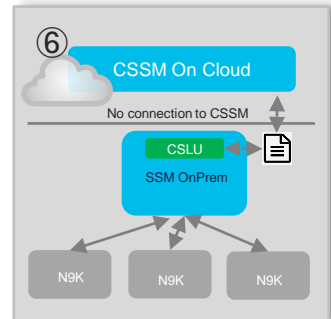 ⑥
CSSM On Cloud
No connection to CSSM
CSLU
SSM OnPrem
N9K N9K N9K